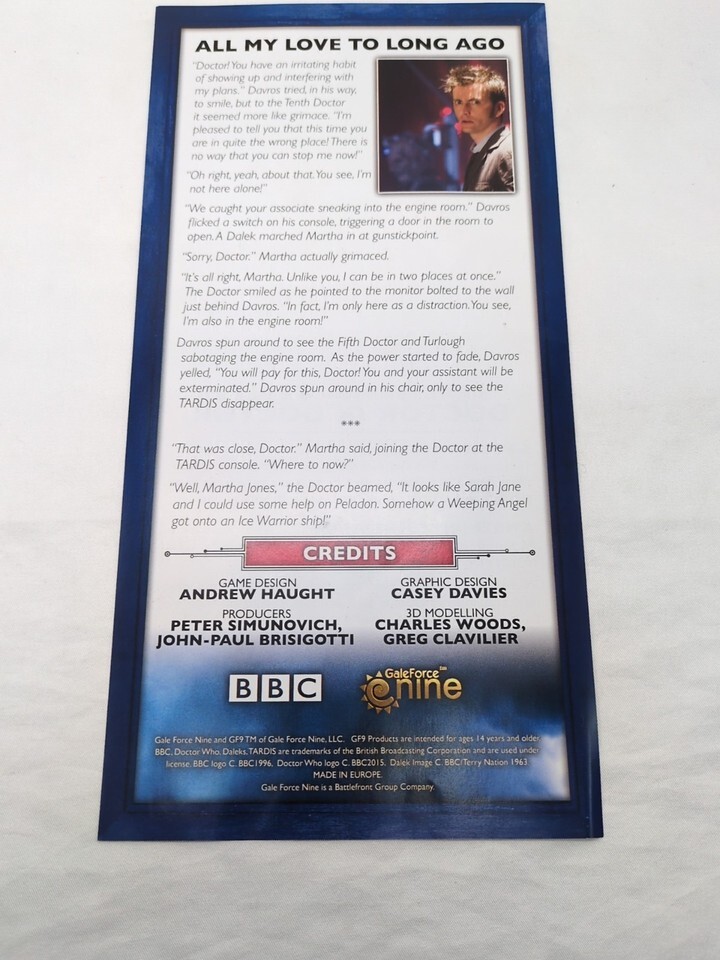 ALL MY LOVE TO LONG AGO
"Doctor! You have an irritating habit
of showing up and interfering with
my plans." Davros tried, in his way,
to smile, but to the Tenth Doctor
it seemed more like grimace. "I'm
pleased to tell you that this time you
are in quite the wrong place! There is
no way that you can stop me now!"
"Oh right, yeah, about that. You see, I'm
not here alone!"
"We caught your associate sneaking into the engine room." Davros
flicked a switch on his console, triggering a door in the room to
open. A Dalek marched Martha in at gunstickpoint.
"Sorry, Doctor." Martha actually grimaced.
"It's all right, Martha. Unlike you, I can be in two places at once."
The Doctor smiled as he pointed to the monitor bolted to the wall
just behind Davros. "In fact, I'm only here as a distraction. You see,
I'm also in the engine room!"
Davros spun around to see the Fifth Doctor and Turlough
sabotaging the engine room. As the power started to fade, Davros
yelled, "You will pay for this, Doctor! You and your assistant will be
exterminated." Davros spun around in his chair, only to see the
TARDIS disappear.
***
"That was close, Doctor." Martha said, joining the Doctor at the
TARDIS console. "Where to now?"
"Well, Martha Jones," the Doctor beamed, "It looks like Sarah Jane
and I could use some help on Peladon. Somehow a Weeping Angel
got onto an Ice Warrior ship!"
CREDITS
GAME DESIGN
ANDREW HAUGHT
GRAPHIC DESIGN
CASEY DAVIES
PRODUCERS
PETER SIMUNOVICH,
JOHN-PAUL BRISIGOTTI
3D MODELLING
CHARLES WOODS,
GREG CLAVILIER
BBC
GaleForce™
nine
Gale Force Nine and GF9 TM of Gale Force Nine, LLC. GF9 Products are intended for ages 14 years and older.
BBC, Doctor Who, Daleks, TARDIS are trademarks of the British Broadcasting Corporation and are used under
license. BBC logo C. BBC1996. Doctor Who logo C. BBC2015. Dalek Image C. BBC/Terry Nation 1963.
MADE IN EUROPE.
Gale Force Nine is a Battlefront Group Company.